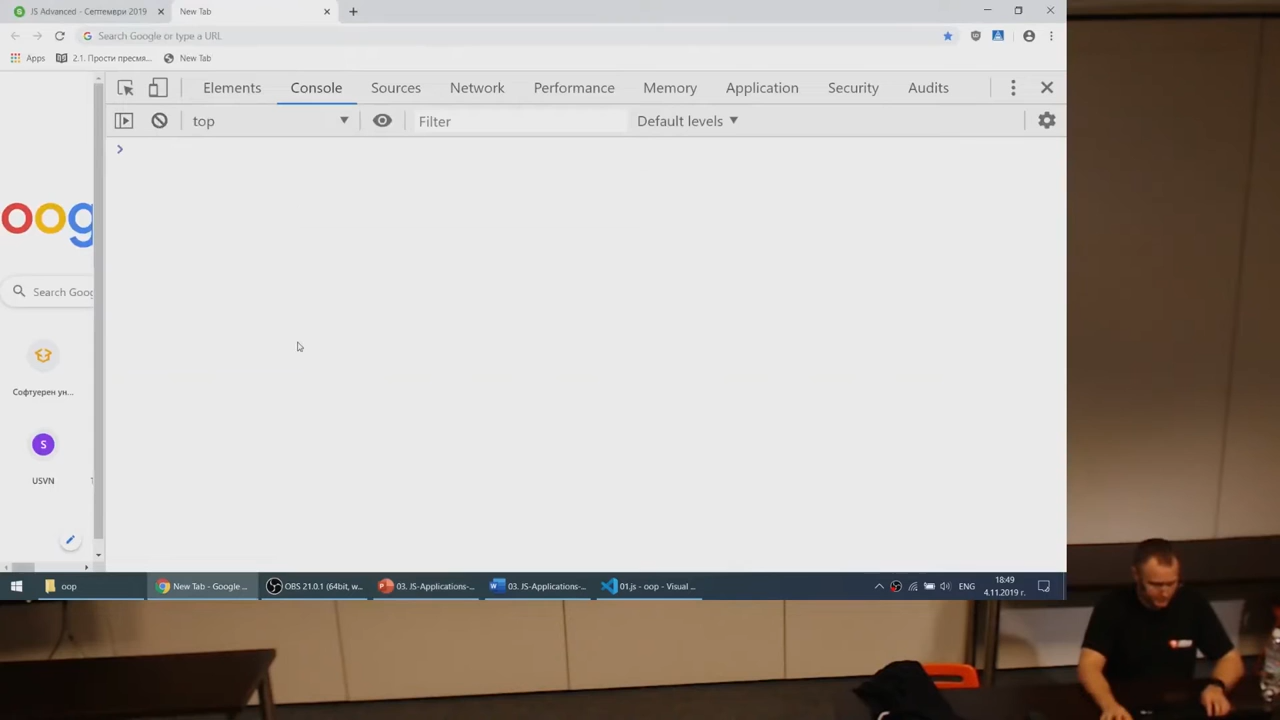 JS Advanced - Септември 2019
New Tab
Search Google or type a URL
Apps
2.1. Прости пресмя...
New Tab
Elements
Console
Sources
Network
Performance
Memory
Application
Security
Audits
top
Filter
Default levels
>
oog
Search Goog
Софтуерен ун...
S
USVN
oop
New Tab - Google ...
OBS 21.0.1 (64bit, w...
03. JS-Applications-...
03. JS-Applications-...
01.js - oop - Visual ...
ENG
18:49
4.11.2019 г.